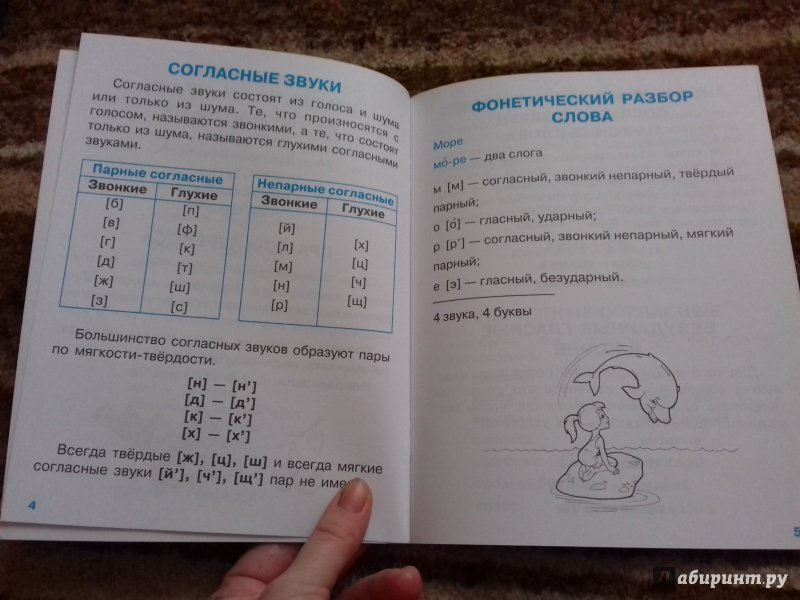 СОГЛАСНЫЕ ЗВУКИ
Согласные звуки состоят из голоса и шума
или только из шума. Те, что произносятся с
голосом, называются звонкими, а те, что состоят
только из шума, называются глухими согласными
звуками.
Парные согласные
Звонкие Глухие
[б] [п]
[в] [ф]
[г] [к]
[д] [т]
[ж] [ш]
[з] [с]
Непарные согласные
Звонкие Глухие
[й]
[л] [х]
[м] [ц]
[н] [ч]
[р] [щ]
Большинство согласных звуков образуют пары
по мягкости-твёрдости.
[н] — [н’]
[д] — [д’]
[к] — [к’]
[х] — [х’]
Всегда твёрдые [ж], [ц], [ш] и всегда мягкие
согласные звуки [й’], [ч’], [щ’] пар не име
4
ФОНЕТИЧЕСКИЙ РАЗБОР
СЛОВА
Море
мо́-ре — два слога
м [м] — согласный, звонкий непарный, твёрдый
парный;
о [о́] — гласный, ударный;
р [р’] — согласный, звонкий непарный, мягкий
парный;
е [э] — гласный, безударный.
4 звука, 4 буквы
5
Лабиринт.ру